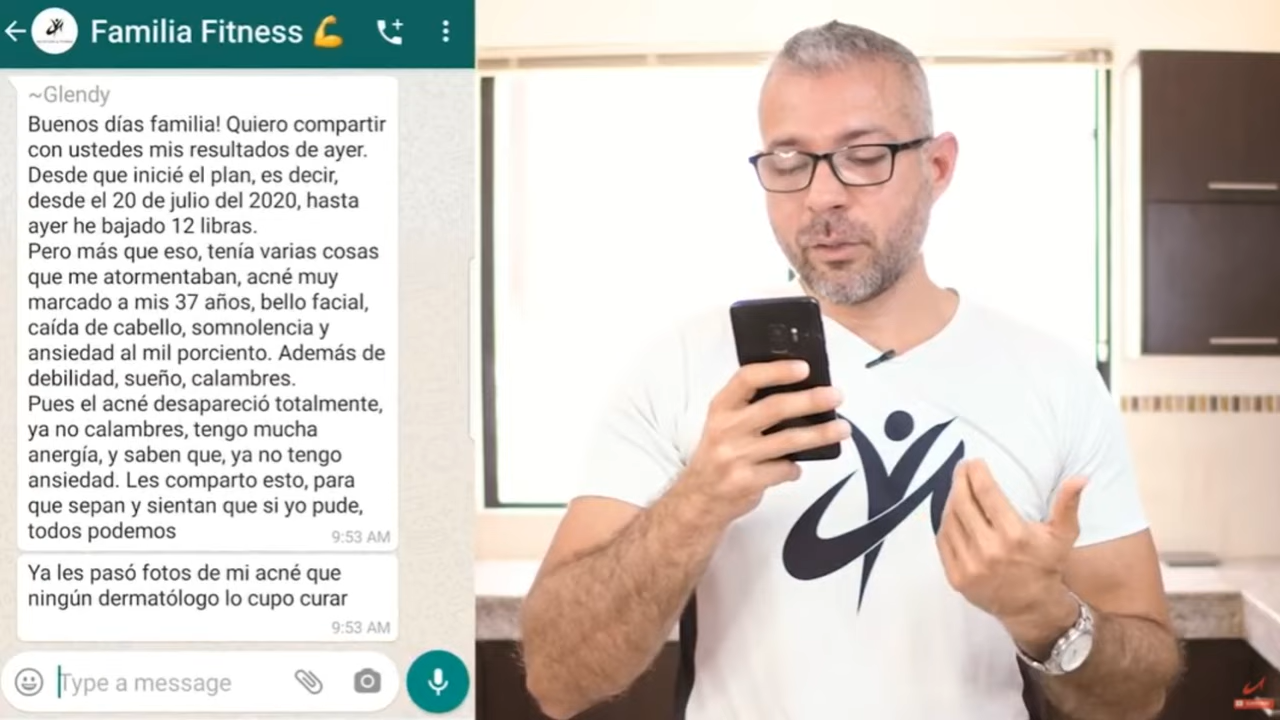 Familia Fitness 💪
~Glendy
Buenos días familia! Quiero compartir
con ustedes mis resultados de ayer.
Desde que inicié el plan, es decir,
desde el 20 de julio del 2020, hasta
ayer he bajado 12 libras.
Pero más que eso, tenía varias cosas
que me atormentaban, acné muy
marcado a mis 37 años, bello facial,
caída de cabello, somnolencia y
ansiedad al mil porciento. Además de
debilidad, sueño, calambres.
Pues el acné desapareció totalmente,
ya no calambres, tengo mucha
anergía, y saben que, ya no tengo
ansiedad. Les comparto esto, para
que sepan y sientan que si yo pude,
todos podemos
9:53 AM
Ya les pasó fotos de mi acné que
ningún dermatólogo lo cupo curar
9:53 AM
Type a message